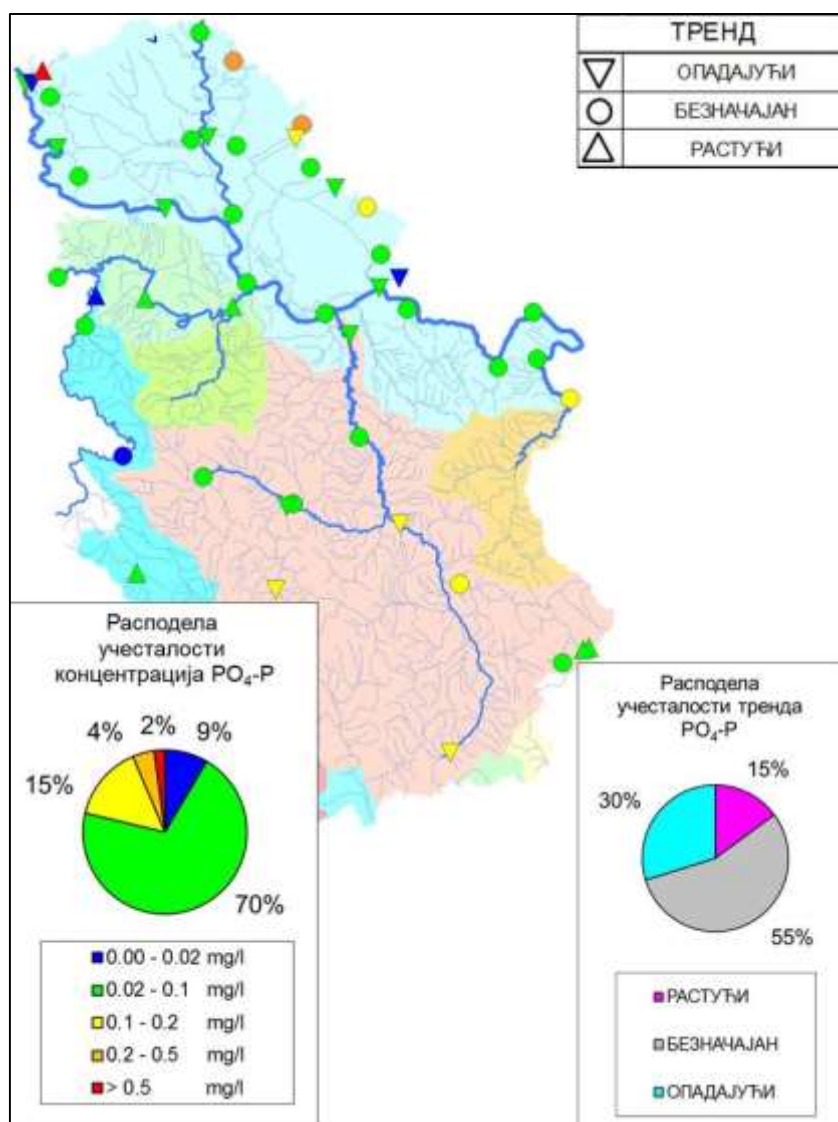 ТРЕНД
ОПАДАЈУЋИ
БЕЗНАЧАЈАН
РАСТУЋИ
Расподела
учесталости
концентрација PO₄-P
4%
2%
9%
15%
70%
0.00 - 0.02 mg/l
0.02 - 0.1 mg/l
0.1 - 0.2 mg/l
0.2 - 0.5 mg/l
> 0.5 mg/l
Расподела
учесталости тренда
PO₄-P
15%
30%
55%
РАСТУЋИ
БЕЗНАЧАЈАН
ОПАДАЈУЋИ